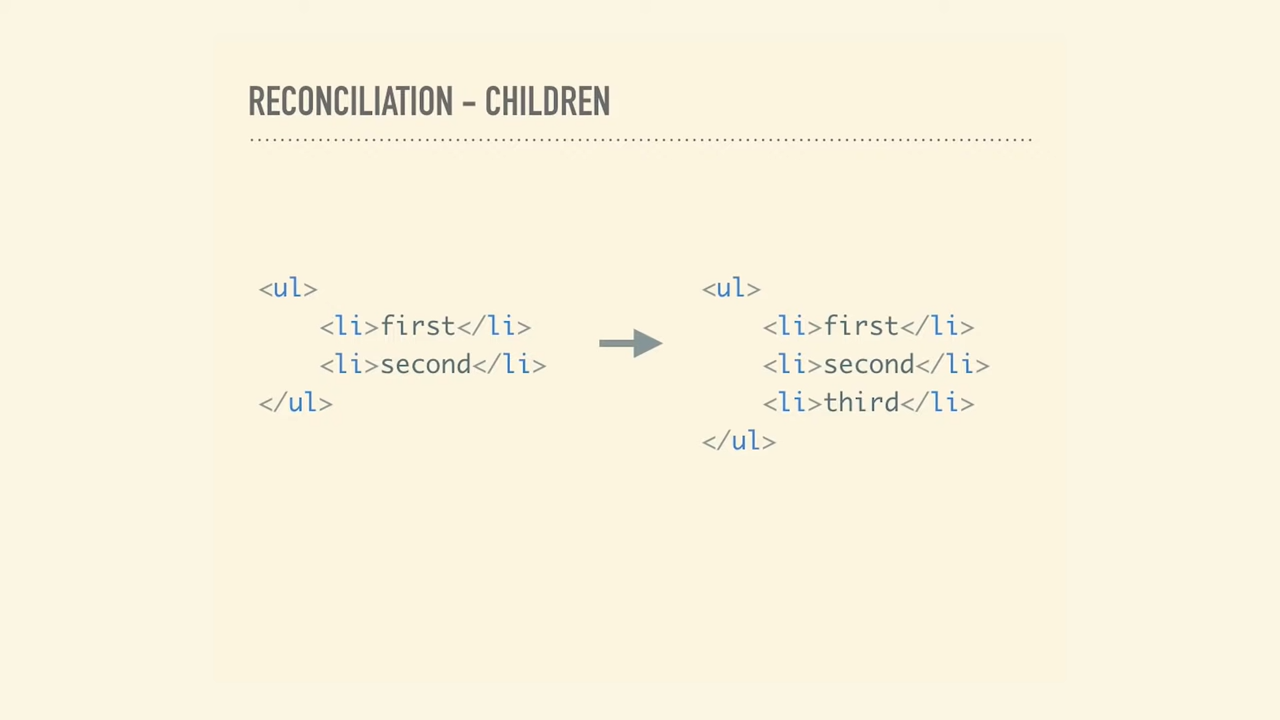 RECONCILIATION - CHILDREN
<ul>
    <li>first</li>
    <li>second</li>
</ul>
<ul>
    <li>first</li>
    <li>second</li>
    <li>third</li>
</ul>